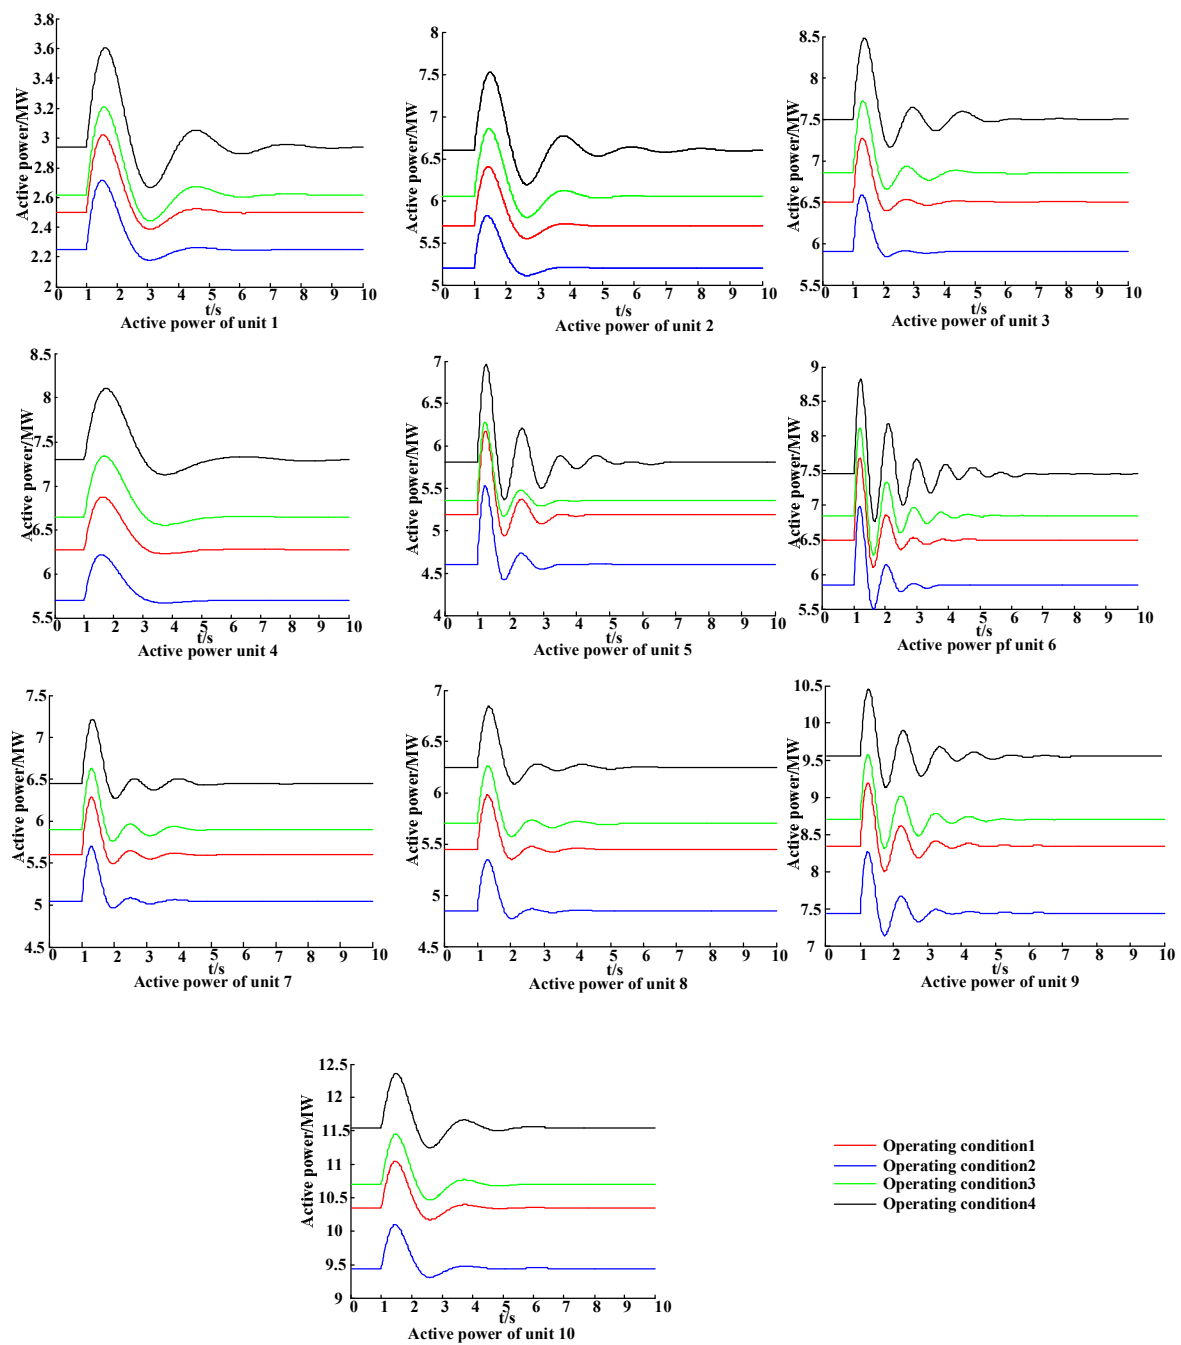 3.8
3.6
3.4
3.2
3
2.8
2.6
2.4
2.2
2
Active power/MW
0 1 2 3 4 5 6 7 8 9 10
t/s
Active power of unit 1
8
7.5
7
6.5
6
5.5
5
Active power/MW
0 1 2 3 4 5 6 7 8 9 10
t/s
Active power of unit 2
8.5
8
7.5
7
6.5
6
5.5
Active power/MW
0 1 2 3 4 5 6 7 8 9 10
t/s
Active power of unit 3
8.5
8
7.5
7
6.5
6
5.5
Active power/MW
0 1 2 3 4 5 6 7 8 9 10
t/s
Active power unit 4
7
6.5
6
5.5
5
4.5
4
Active power/MW
0 1 2 3 4 5 6 7 8 9 10
t/s
Active power of unit 5
9
8.5
8
7.5
7
6.5
6
5.5
Active power/MW
0 1 2 3 4 5 6 7 8 9 10
t/s
Active power pf unit 6
7.5
7
6.5
6
5.5
5
4.5
Active power/MW
0 1 2 3 4 5 6 7 8 9 10
t/s
Active power of unit 7
7
6.5
6
5.5
5
4.5
Active power/MW
0 1 2 3 4 5 6 7 8 9 10
t/s
Active power of unit 8
10.5
10
9.5
9
8.5
8
7.5
7
Active power/MW
0 1 2 3 4 5 6 7 8 9 10
t/s
Active power of unit 9
12.5
12
11.5
11
10.5
10
9.5
9
Active power/MW
0 1 2 3 4 5 6 7 8 9 10
t/s
Active power of unit 10
Operating condition1
Operating condition2
Operating condition3
Operating condition4